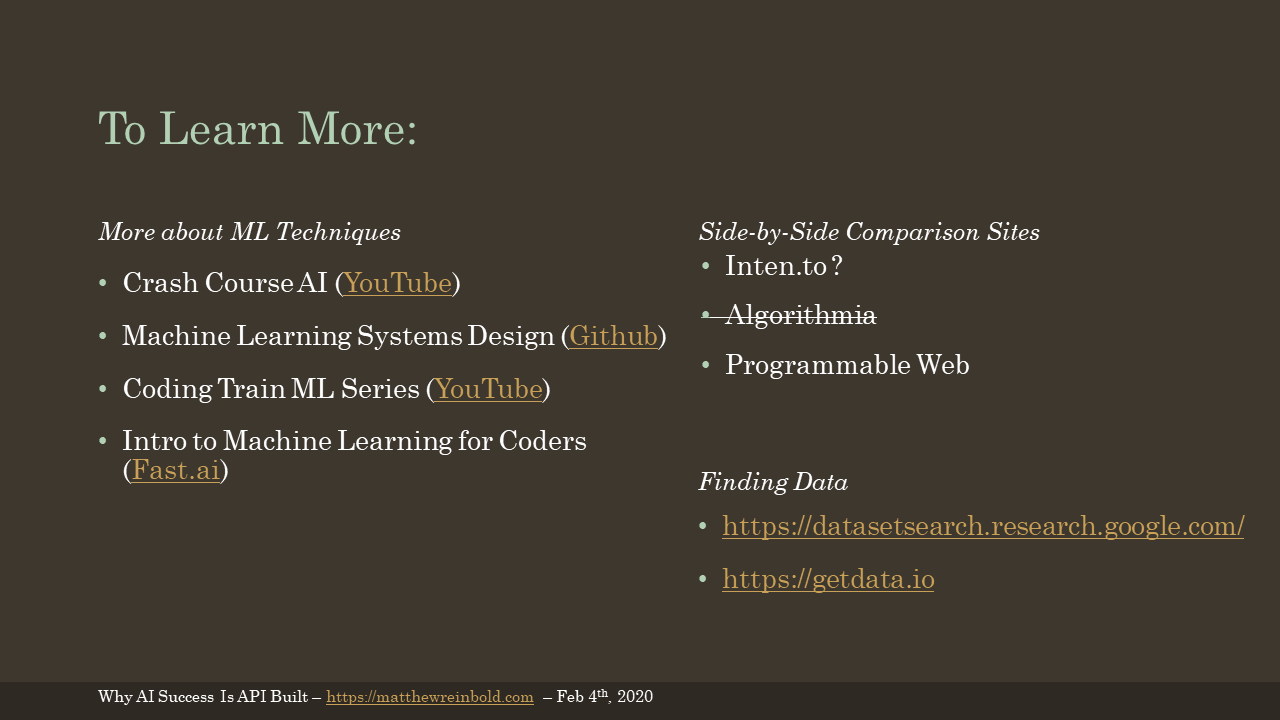 To Learn More:
More about ML Techniques
• Crash Course AI (YouTube)
• Machine Learning Systems Design (Github)
• Coding Train ML Series (YouTube)
• Intro to Machine Learning for Coders
(Fast.ai)
Side-by-Side Comparison Sites
• Inten.to ?
• Algorithmia
• Programmable Web
Finding Data
• https://datasetsearch.research.google.com/
• https://getdata.io
Why AI Success Is API Built – https://matthewreinbold.com – Feb 4th, 2020